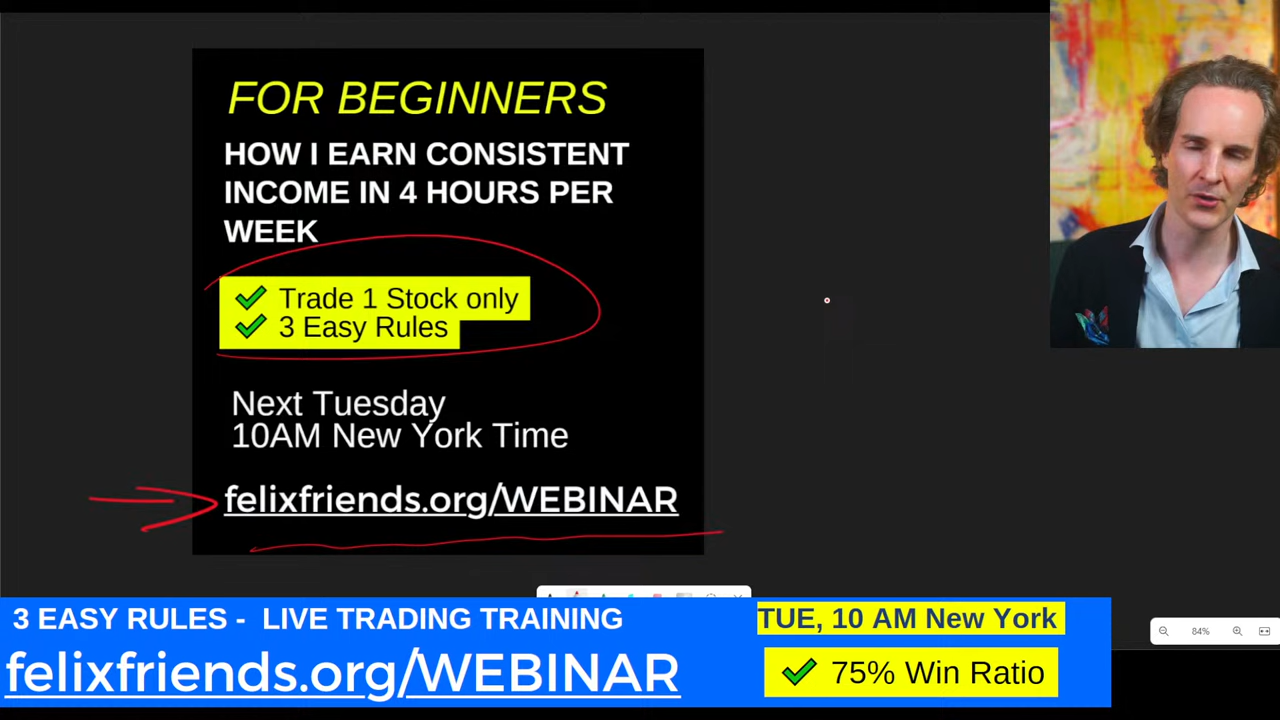 FOR BEGINNERS
HOW I EARN CONSISTENT
INCOME IN 4 HOURS PER
WEEK
Trade 1 Stock only
3 Easy Rules
Next Tuesday
10AM New York Time
felixfriends.org/WEBINAR
84%
3 EASY RULES - LIVE TRADING TRAINING
felixfriends.org/WEBINAR
TUE, 10 AM New York
75% Win Ratio